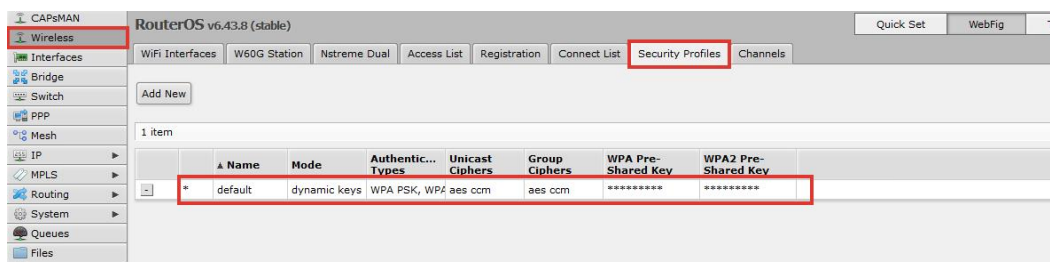 CAPsMAN
RouterOS v6.43.8 (stable)
Quick Set
WebFig
Wireless
Interfaces
WiFi Interfaces
W60G Station
Nstreme Dual
Access List
Registration
Connect List
Security Profiles
Channels
Bridge
Switch
Add New
PPP
Mesh
1 item
IP
MPLS
▲ Name
Mode
Authentic... Types
Unicast Ciphers
Group Ciphers
WPA Pre-Shared Key
WPA2 Pre-Shared Key
Routing
- * default dynamic keys WPA PSK, WPA aes ccm aes ccm ********* *********
System
Queues
Files